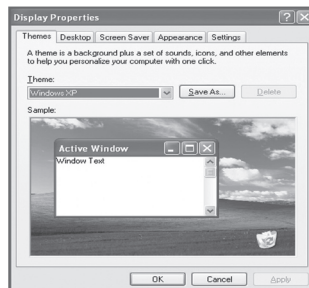 Display Properties
Themes Desktop Screen Saver Appearance Settings
A theme is a background plus a set of sounds, icons, and other elements
to help you personalize your computer with one click.
Theme:
Windows XP Save As... Delete
Sample:
Active Window
Window Text
OK Cancel Apply